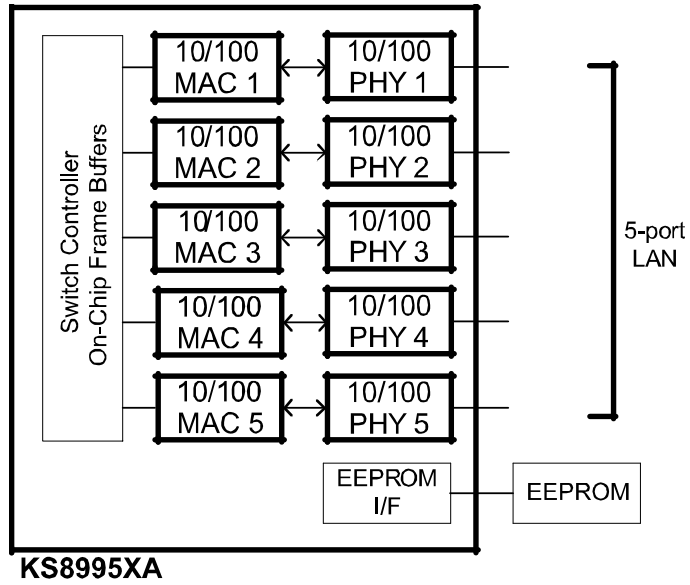 Switch Controller
On-Chip Frame Buffers
10/100
MAC 1
10/100
PHY 1
10/100
MAC 2
10/100
PHY 2
10/100
MAC 3
10/100
PHY 3
10/100
MAC 4
10/100
PHY 4
10/100
MAC 5
10/100
PHY 5
5-port
LAN
EEPROM
I/F
EEPROM
KS8995XA